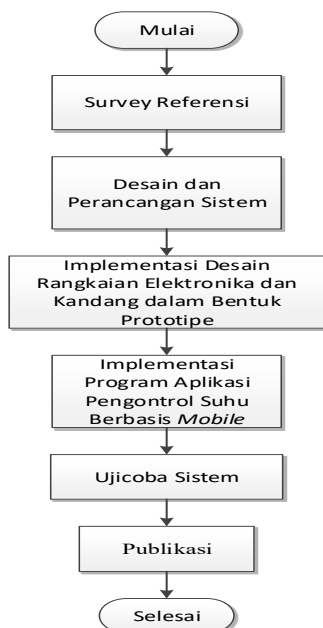 Mulai
Survey Referensi
Desain dan
Perancangan Sistem
Implementasi Desain
Rangkaian Elektronika dan
Kandang dalam Bentuk
Prototipe
Implementasi
Program Aplikasi
Pengontrol Suhu
Berbasis Mobile
Ujicoba Sistem
Publikasi
Selesai